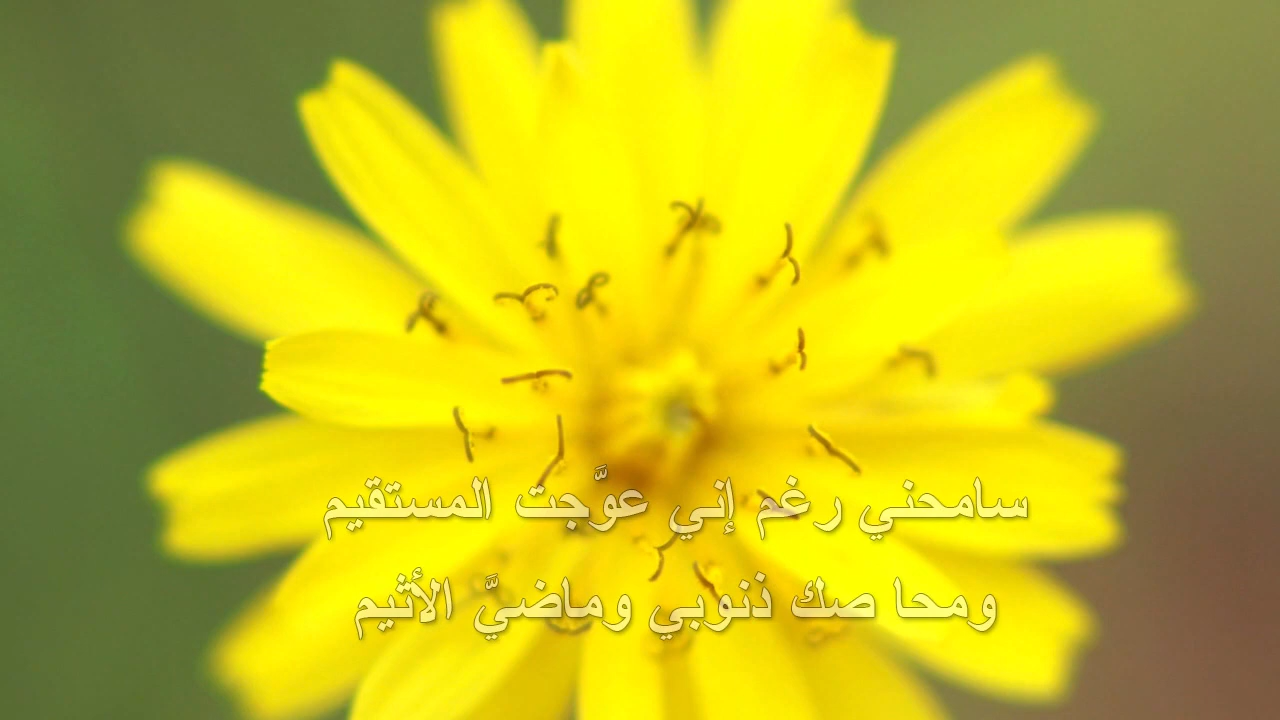 سامحني رغم إني عوَّجت المستقيم
ومحا صك ذنوبي وماضيَّ الأثيم